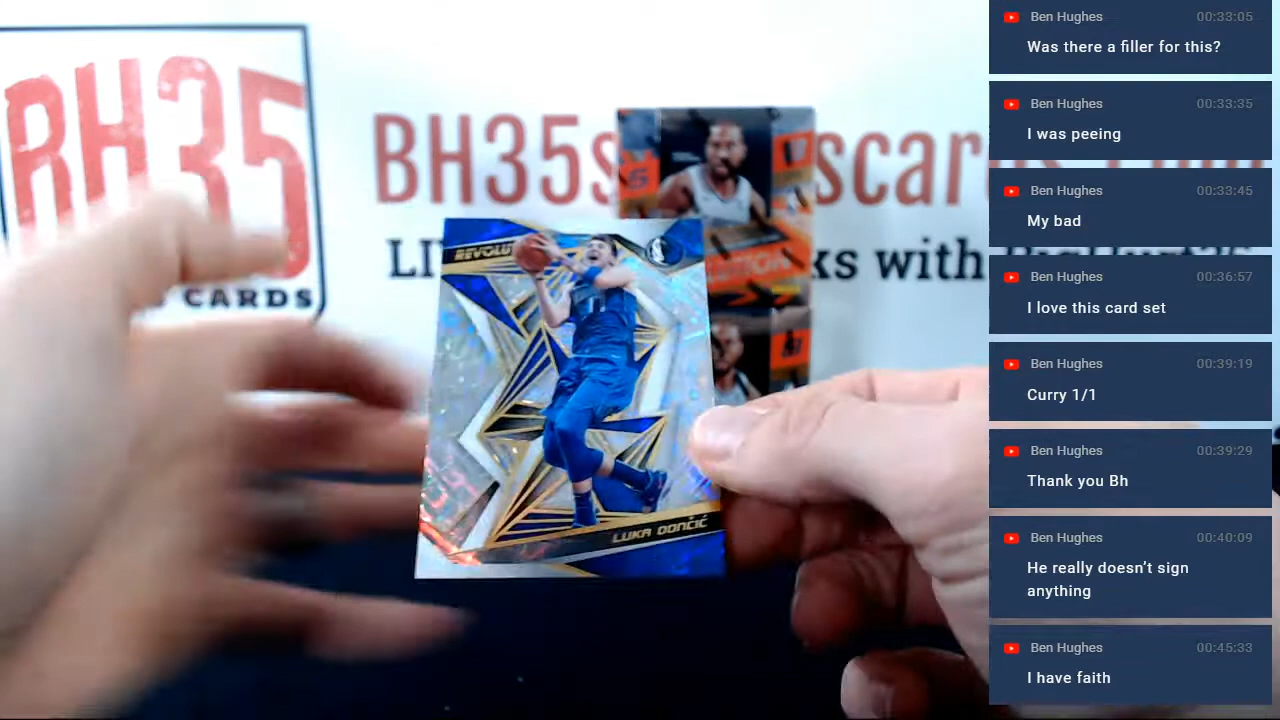 BH35
CARDS
BH35s
scar
LI
ks with
REVOLU
LUKA DONČIĆ
Ben Hughes 00:33:05
Was there a filler for this?
Ben Hughes 00:33:35
I was peeing
Ben Hughes 00:33:45
My bad
Ben Hughes 00:36:57
I love this card set
Ben Hughes 00:39:19
Curry 1/1
Ben Hughes 00:39:29
Thank you Bh
Ben Hughes 00:40:09
He really doesn’t sign
anything
Ben Hughes 00:45:33
I have faith